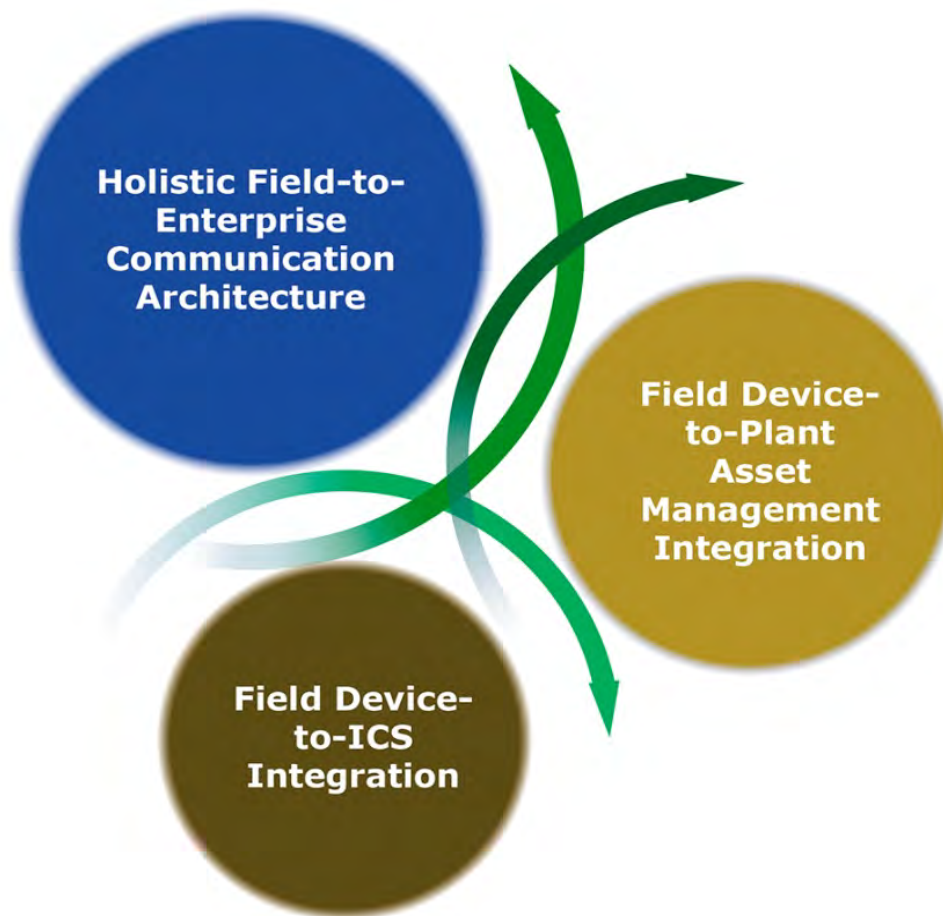 Holistic Field-to-
Enterprise
Communication
Architecture
Field Device-
to-Plant
Asset
Management
Integration
Field Device-
to-ICS
Integration